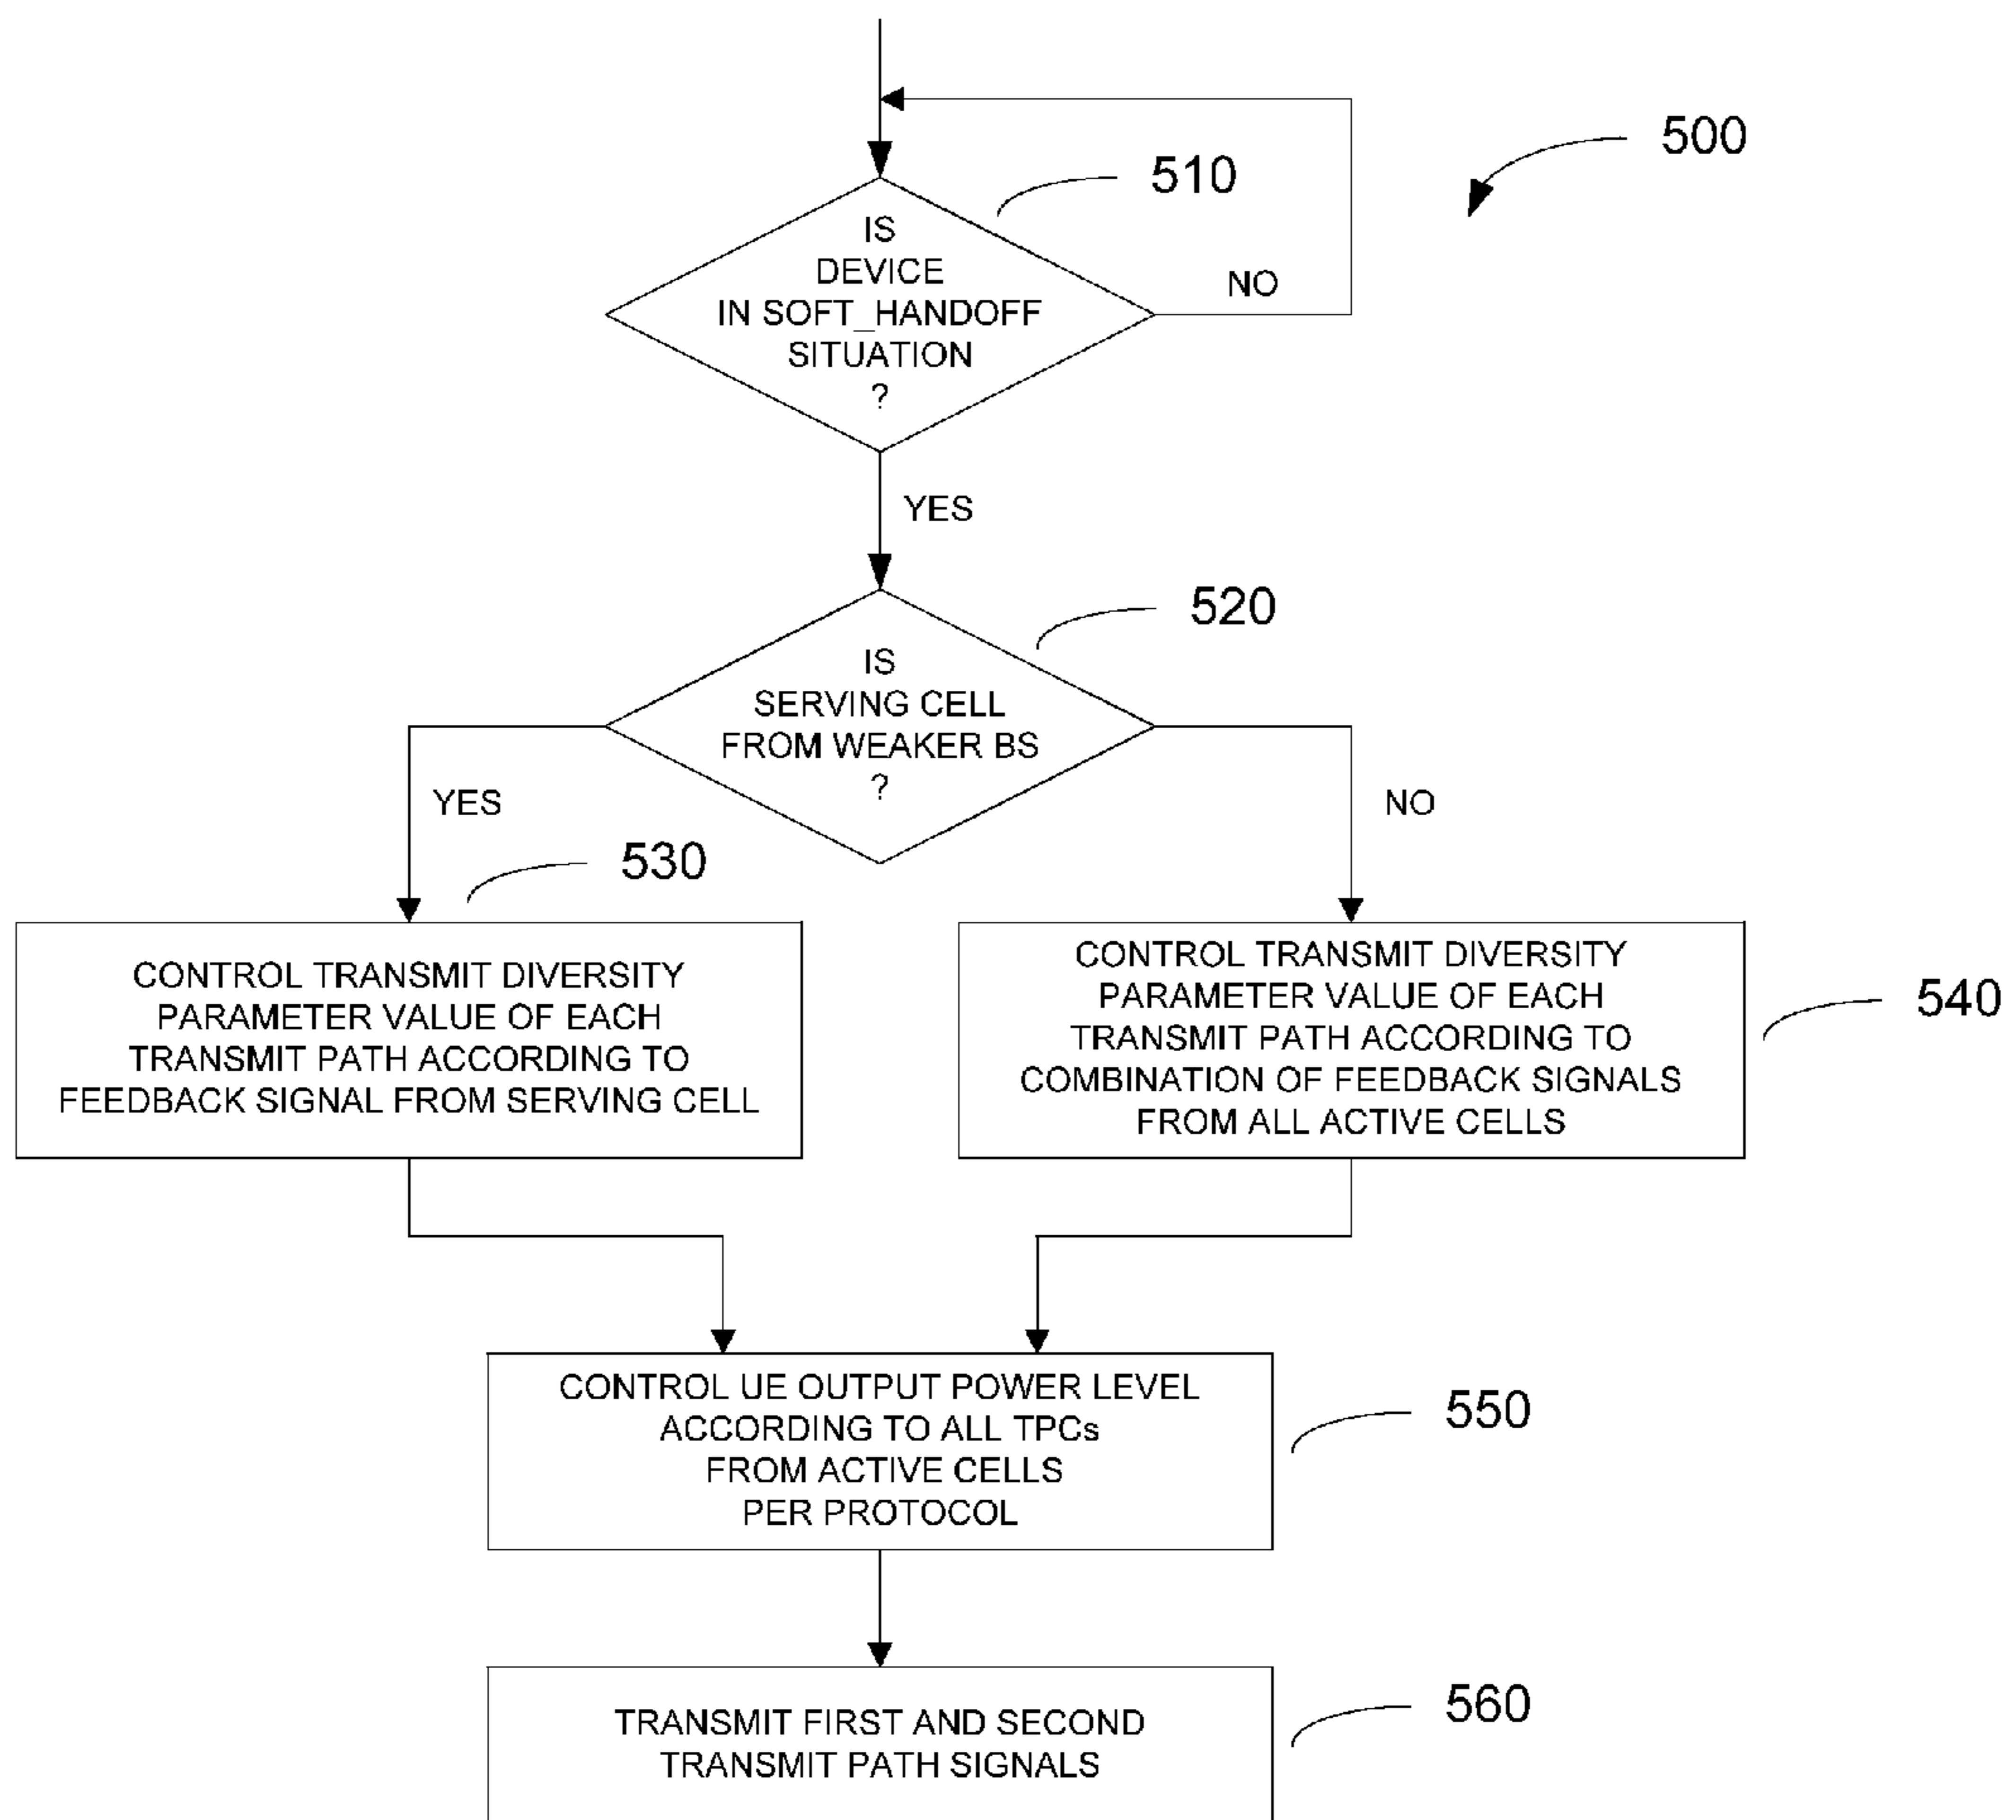 500
510
IS
DEVICE
IN SOFT_HANDOFF
SITUATION
?
NO
YES
520
IS
SERVING CELL
FROM WEAKER BS
?
YES
NO
530
CONTROL TRANSMIT DIVERSITY
PARAMETER VALUE OF EACH
TRANSMIT PATH ACCORDING TO
FEEDBACK SIGNAL FROM SERVING CELL
CONTROL TRANSMIT DIVERSITY
PARAMETER VALUE OF EACH
TRANSMIT PATH ACCORDING TO
COMBINATION OF FEEDBACK SIGNALS
FROM ALL ACTIVE CELLS
540
CONTROL UE OUTPUT POWER LEVEL
ACCORDING TO ALL TPCs
FROM ACTIVE CELLS
PER PROTOCOL
550
TRANSMIT FIRST AND SECOND
TRANSMIT PATH SIGNALS
560